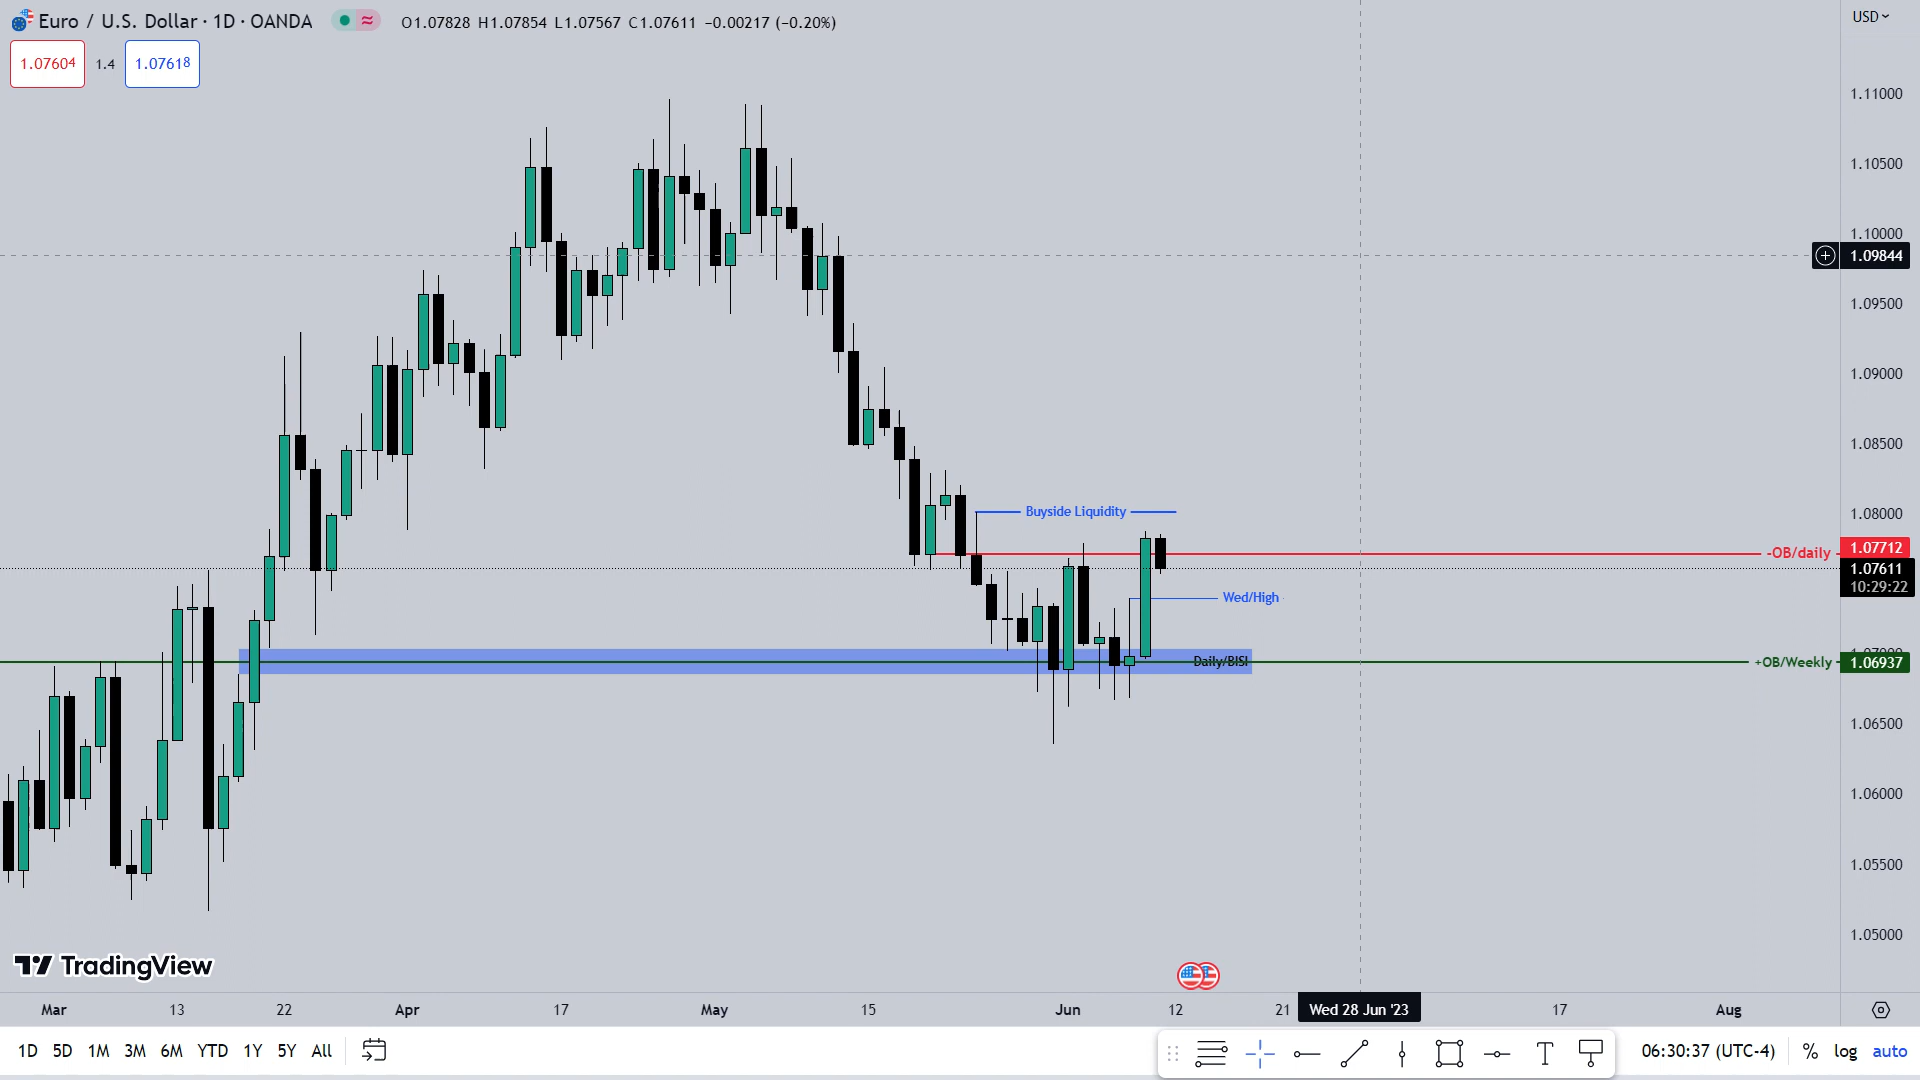 Euro / U.S. Dollar · 1D · OANDA
O1.07828 H1.07854 L1.07567 C1.07611 −0.00217 (−0.20%)
USD
1.07604 1.4 1.07618
1.11000
1.10500
1.10000
1.09844
1.09500
1.09000
1.08500
Buyside Liquidity
1.08000
-OB/daily 1.07712
1.07611
10:29:22
Wed/High
Daily/BISI
+OB/Weekly 1.06937
1.06500
1.06000
1.05500
1.05000
TradingView
Mar 13 22 Apr 17 May 15 Jun 12 21 Wed 28 Jun '23 17 Aug
1D 5D 1M 3M 6M YTD 1Y 5Y All
T
06:30:37 (UTC-4) % log auto